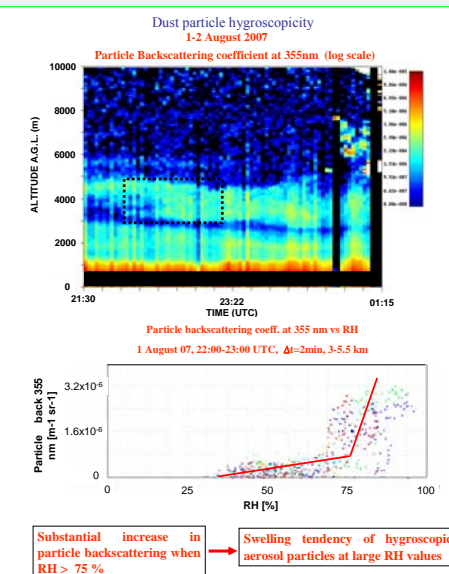 Dust particle hygroscopicity
1-2 August 2007
Particle Backscattering coefficient at 355nm (log scale)
10000
8000
6000
4000
2000
0
ALTITUDE A.G.L. (m)
21:30
23:22
01:15
TIME (UTC)
Particle backscattering coeff. at 355 nm vs RH
1 August 07, 22:00-23:00 UTC, Δt=2min, 3-5.5 km
Particle back 355
nm [m-1 sr-1]
3.2x10-6
1.6x10-6
0
0 25 50 75 100
RH [%]
Substantial increase in
particle backscattering when
RH > 75 %
Swelling tendency of hygroscopic
aerosol particles at large RH values